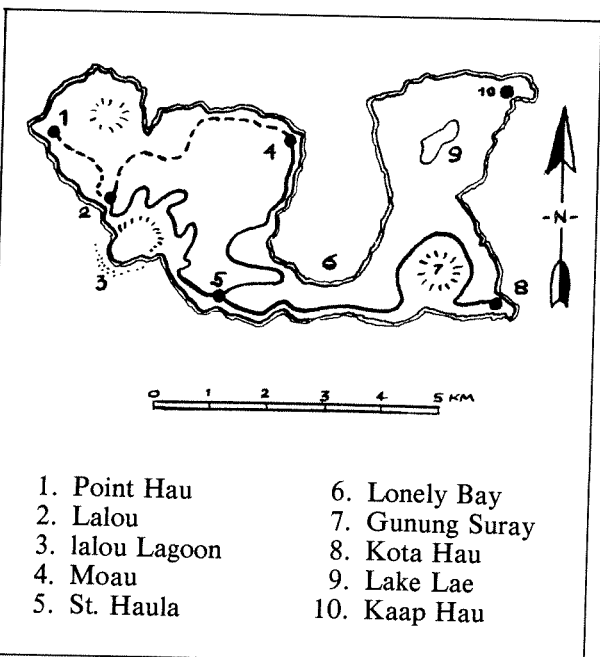 1
10
4
9
2
-N-
6
7
3
5
8
0 1 2 3 4 5 KM
1. Point Hau
2. Lalou
3. lalou Lagoon
4. Moau
5. St. Haula
6. Lonely Bay
7. Gunung Suray
8. Kota Hau
9. Lake Lae
10. Kaap Hau